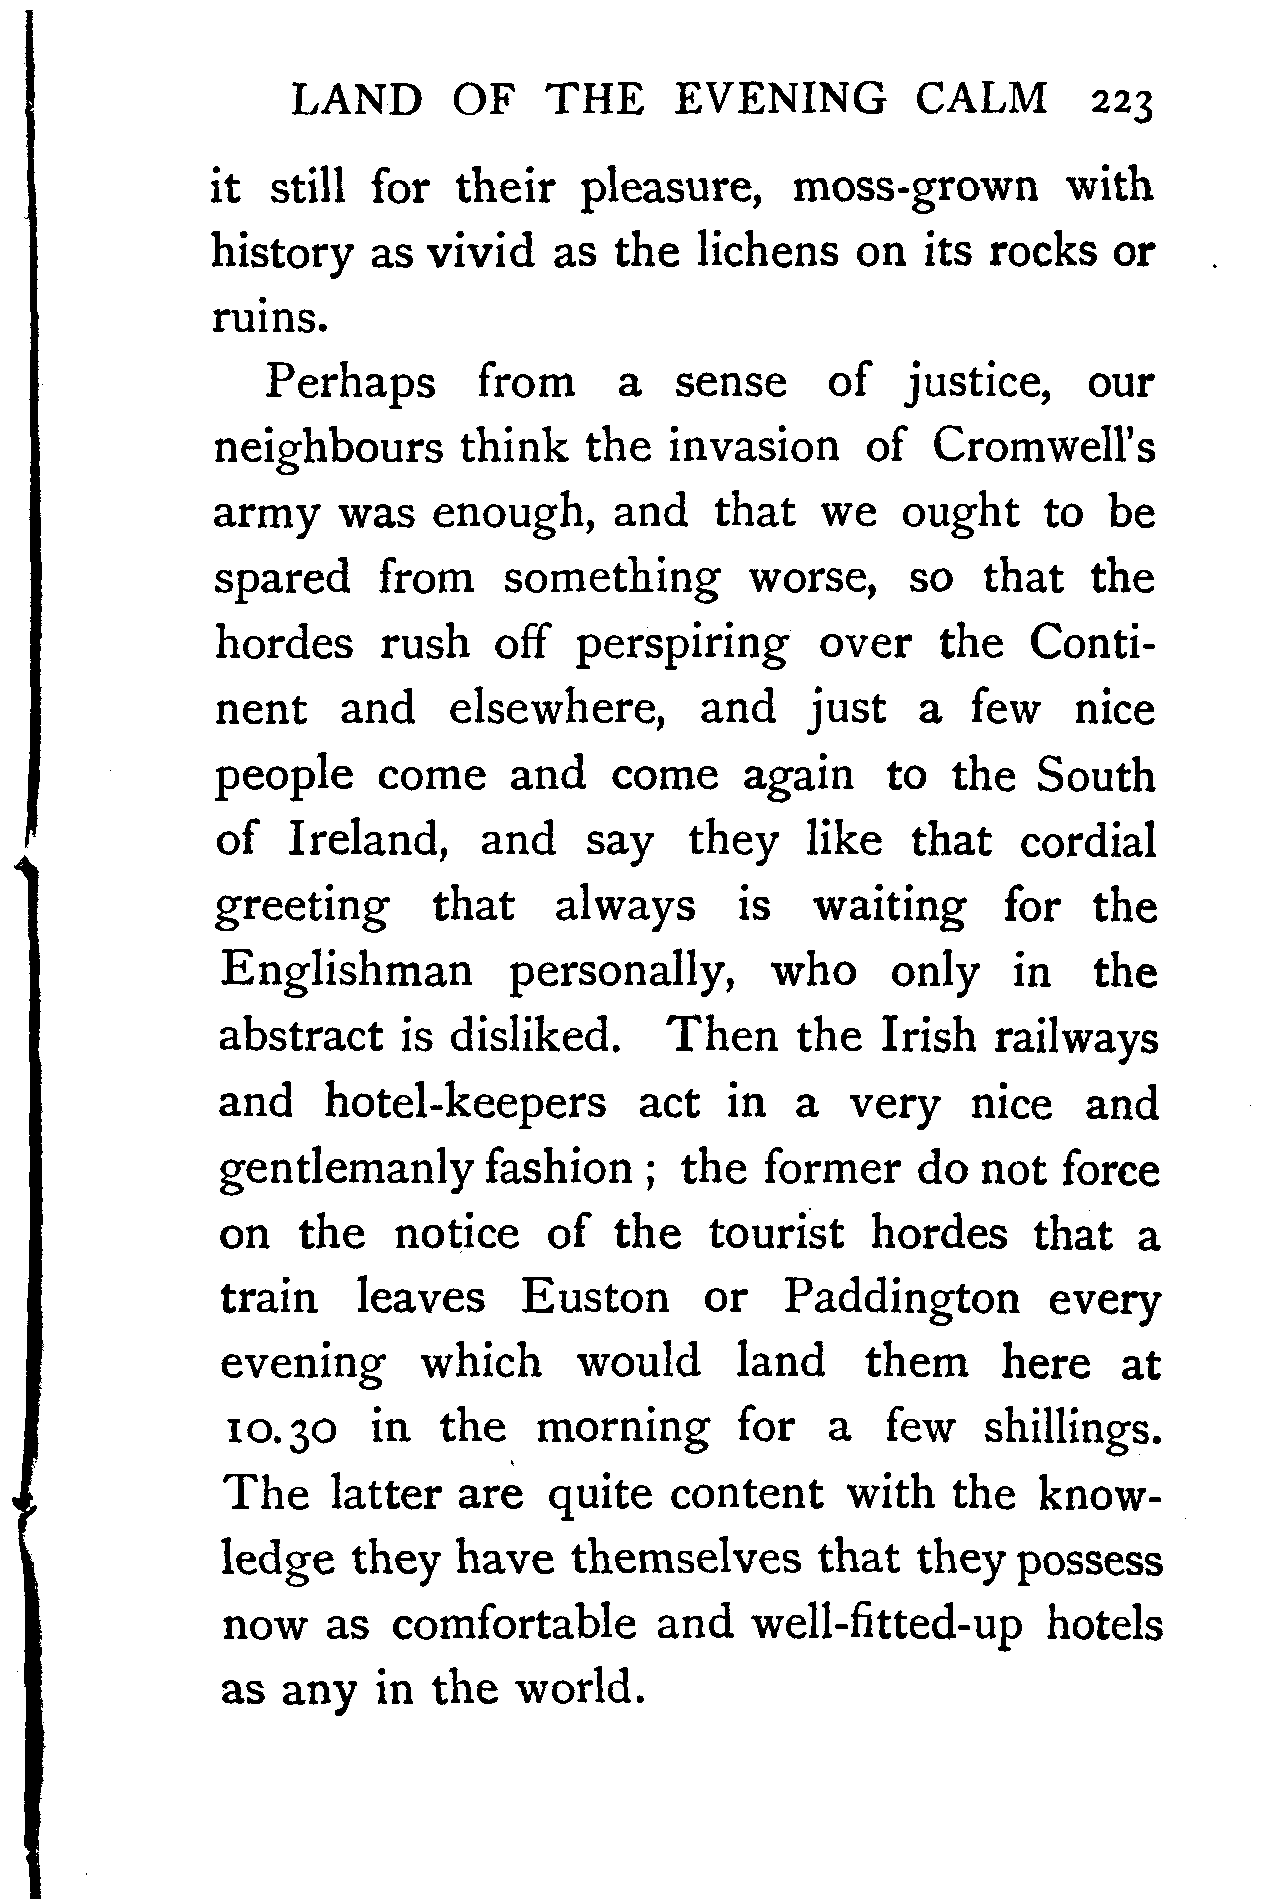 LAND OF THE EVENING CALM 223
it still for their pleasure, moss-grown with
history as vivid as the lichens on its rocks or
ruins.
Perhaps from a sense of justice, our
neighbours think the invasion of Cromwell's
army was enough, and that we ought to be
spared from something worse, so that the
hordes rush off perspiring over the Conti-
nent and elsewhere, and just a few nice
people come and come again to the South
of Ireland, and say they like that cordial
greeting that always is waiting for the
Englishman personally, who only in the
abstract is disliked. Then the Irish railways
and hotel-keepers act in a very nice and
gentlemanly fashion ; the former do not force
on the notice of the tourist hordes that a
train leaves Euston or Paddington every
evening which would land them here at
10.30 in the morning for a few shillings.
The latter are quite content with the know-
ledge they have themselves that they possess
now as comfortable and well-fitted-up hotels
as any in the world.